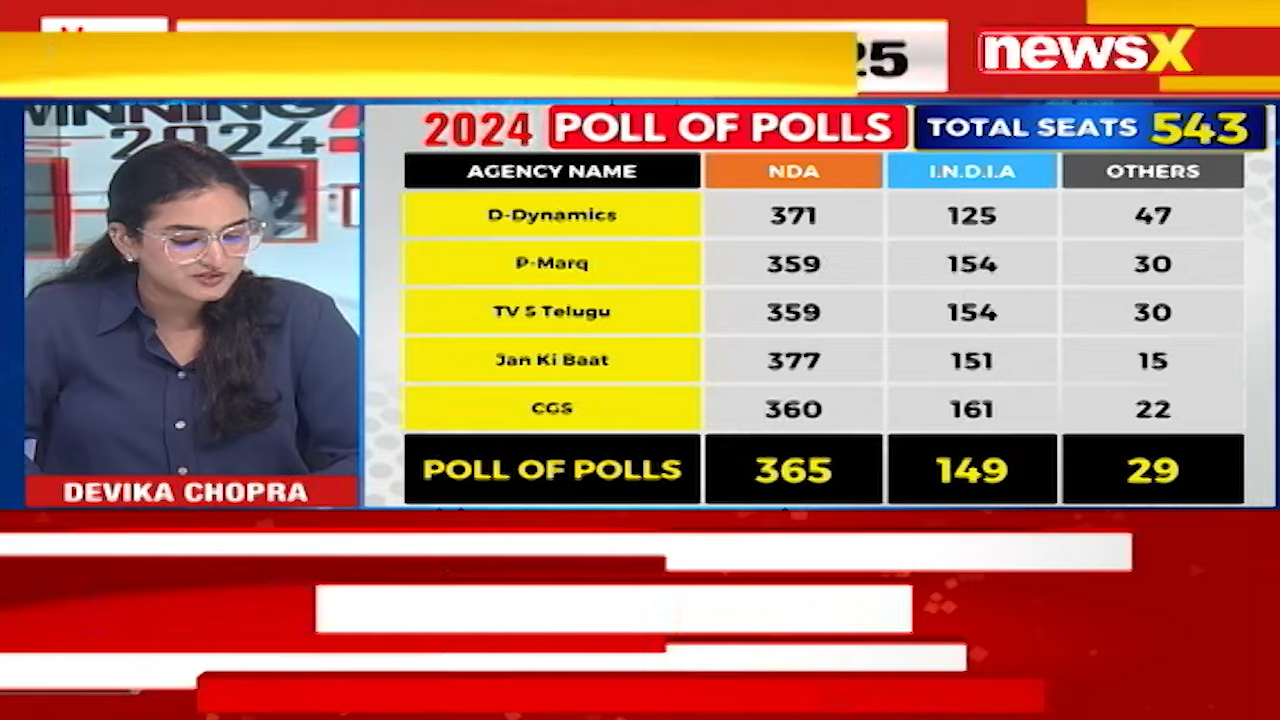 25
newsX
WINNING
2024
2024 POLL OF POLLS TOTAL SEATS 543
AGENCY NAME NDA I.N.D.I.A OTHERS
D-Dynamics 371 125 47
P-Marq 359 154 30
TV 5 Telugu 359 154 30
Jan Ki Baat 377 151 15
CGS 360 161 22
POLL OF POLLS 365 149 29
DEVIKA CHOPRA